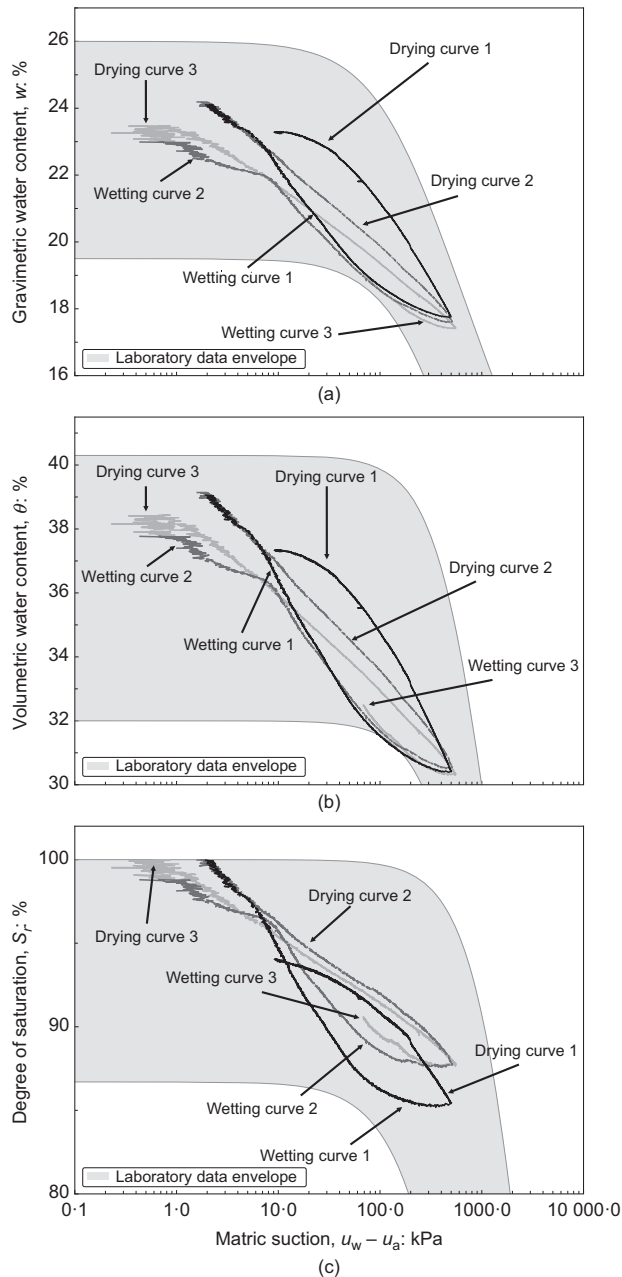 26
24
22
20
18
16
Gravimetric water content, w: %
Drying curve 3
Drying curve 1
Wetting curve 2
Drying curve 2
Wetting curve 1
Wetting curve 3
Laboratory data envelope
(a)
40
38
36
34
32
30
Volumetric water content, θ: %
Drying curve 3
Drying curve 1
Wetting curve 2
Drying curve 2
Wetting curve 1
Wetting curve 3
Laboratory data envelope
(b)
100
90
80
Degree of saturation, Sr: %
Drying curve 2
Drying curve 3
Wetting curve 3
Drying curve 1
Wetting curve 2
Wetting curve 1
Laboratory data envelope
0·1 1·0 10·0 100·0 1000·0 10 000·0
Matric suction, uw – ua: kPa
(c)